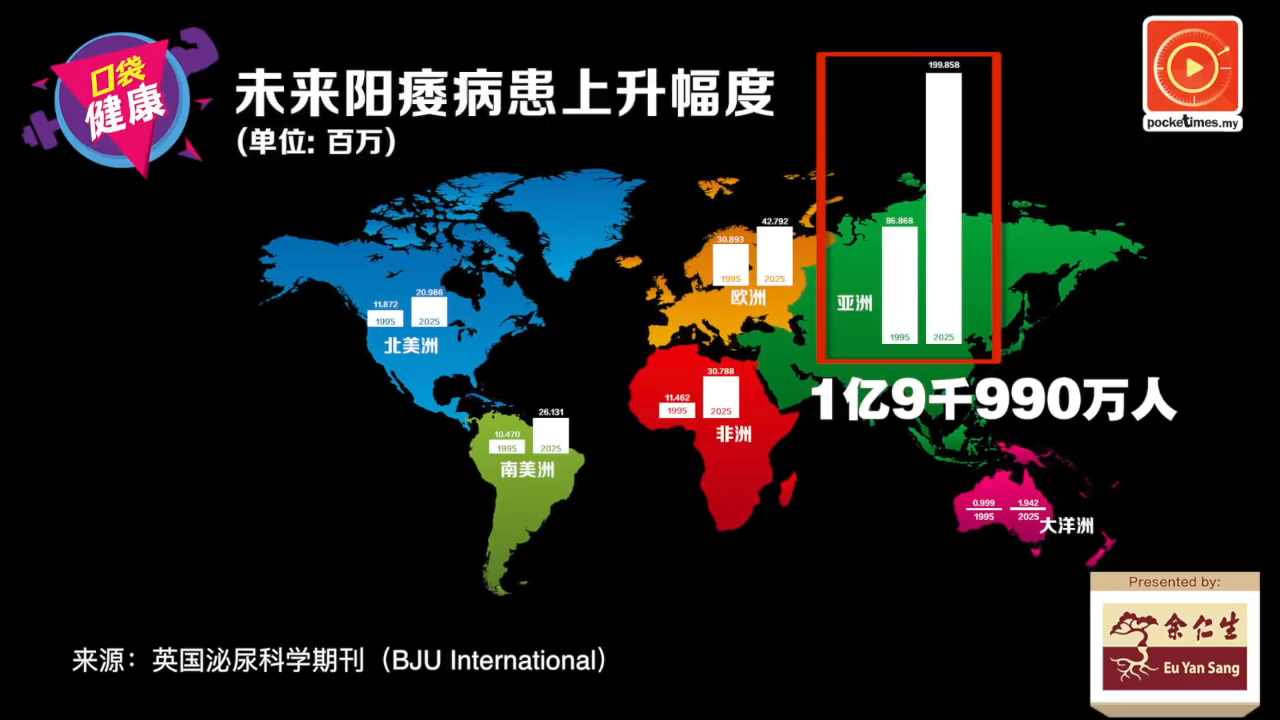 口袋
健康
未来阳痿病患上升幅度
(单位: 百万)
pocketimes.my
199.858
86.868
1995
2025
亚洲
1亿9千990万人
42.792
30.893
1995
2025
欧洲
20.986
11.872
1995
2025
北美洲
30.788
11.462
1995
2025
非洲
26.131
10.470
1995
2025
南美洲
0.999
1.942
1995
2025
大洋洲
来源：英国泌尿科学期刊（BJU International）
Presented by:
余仁生
Eu Yan Sang